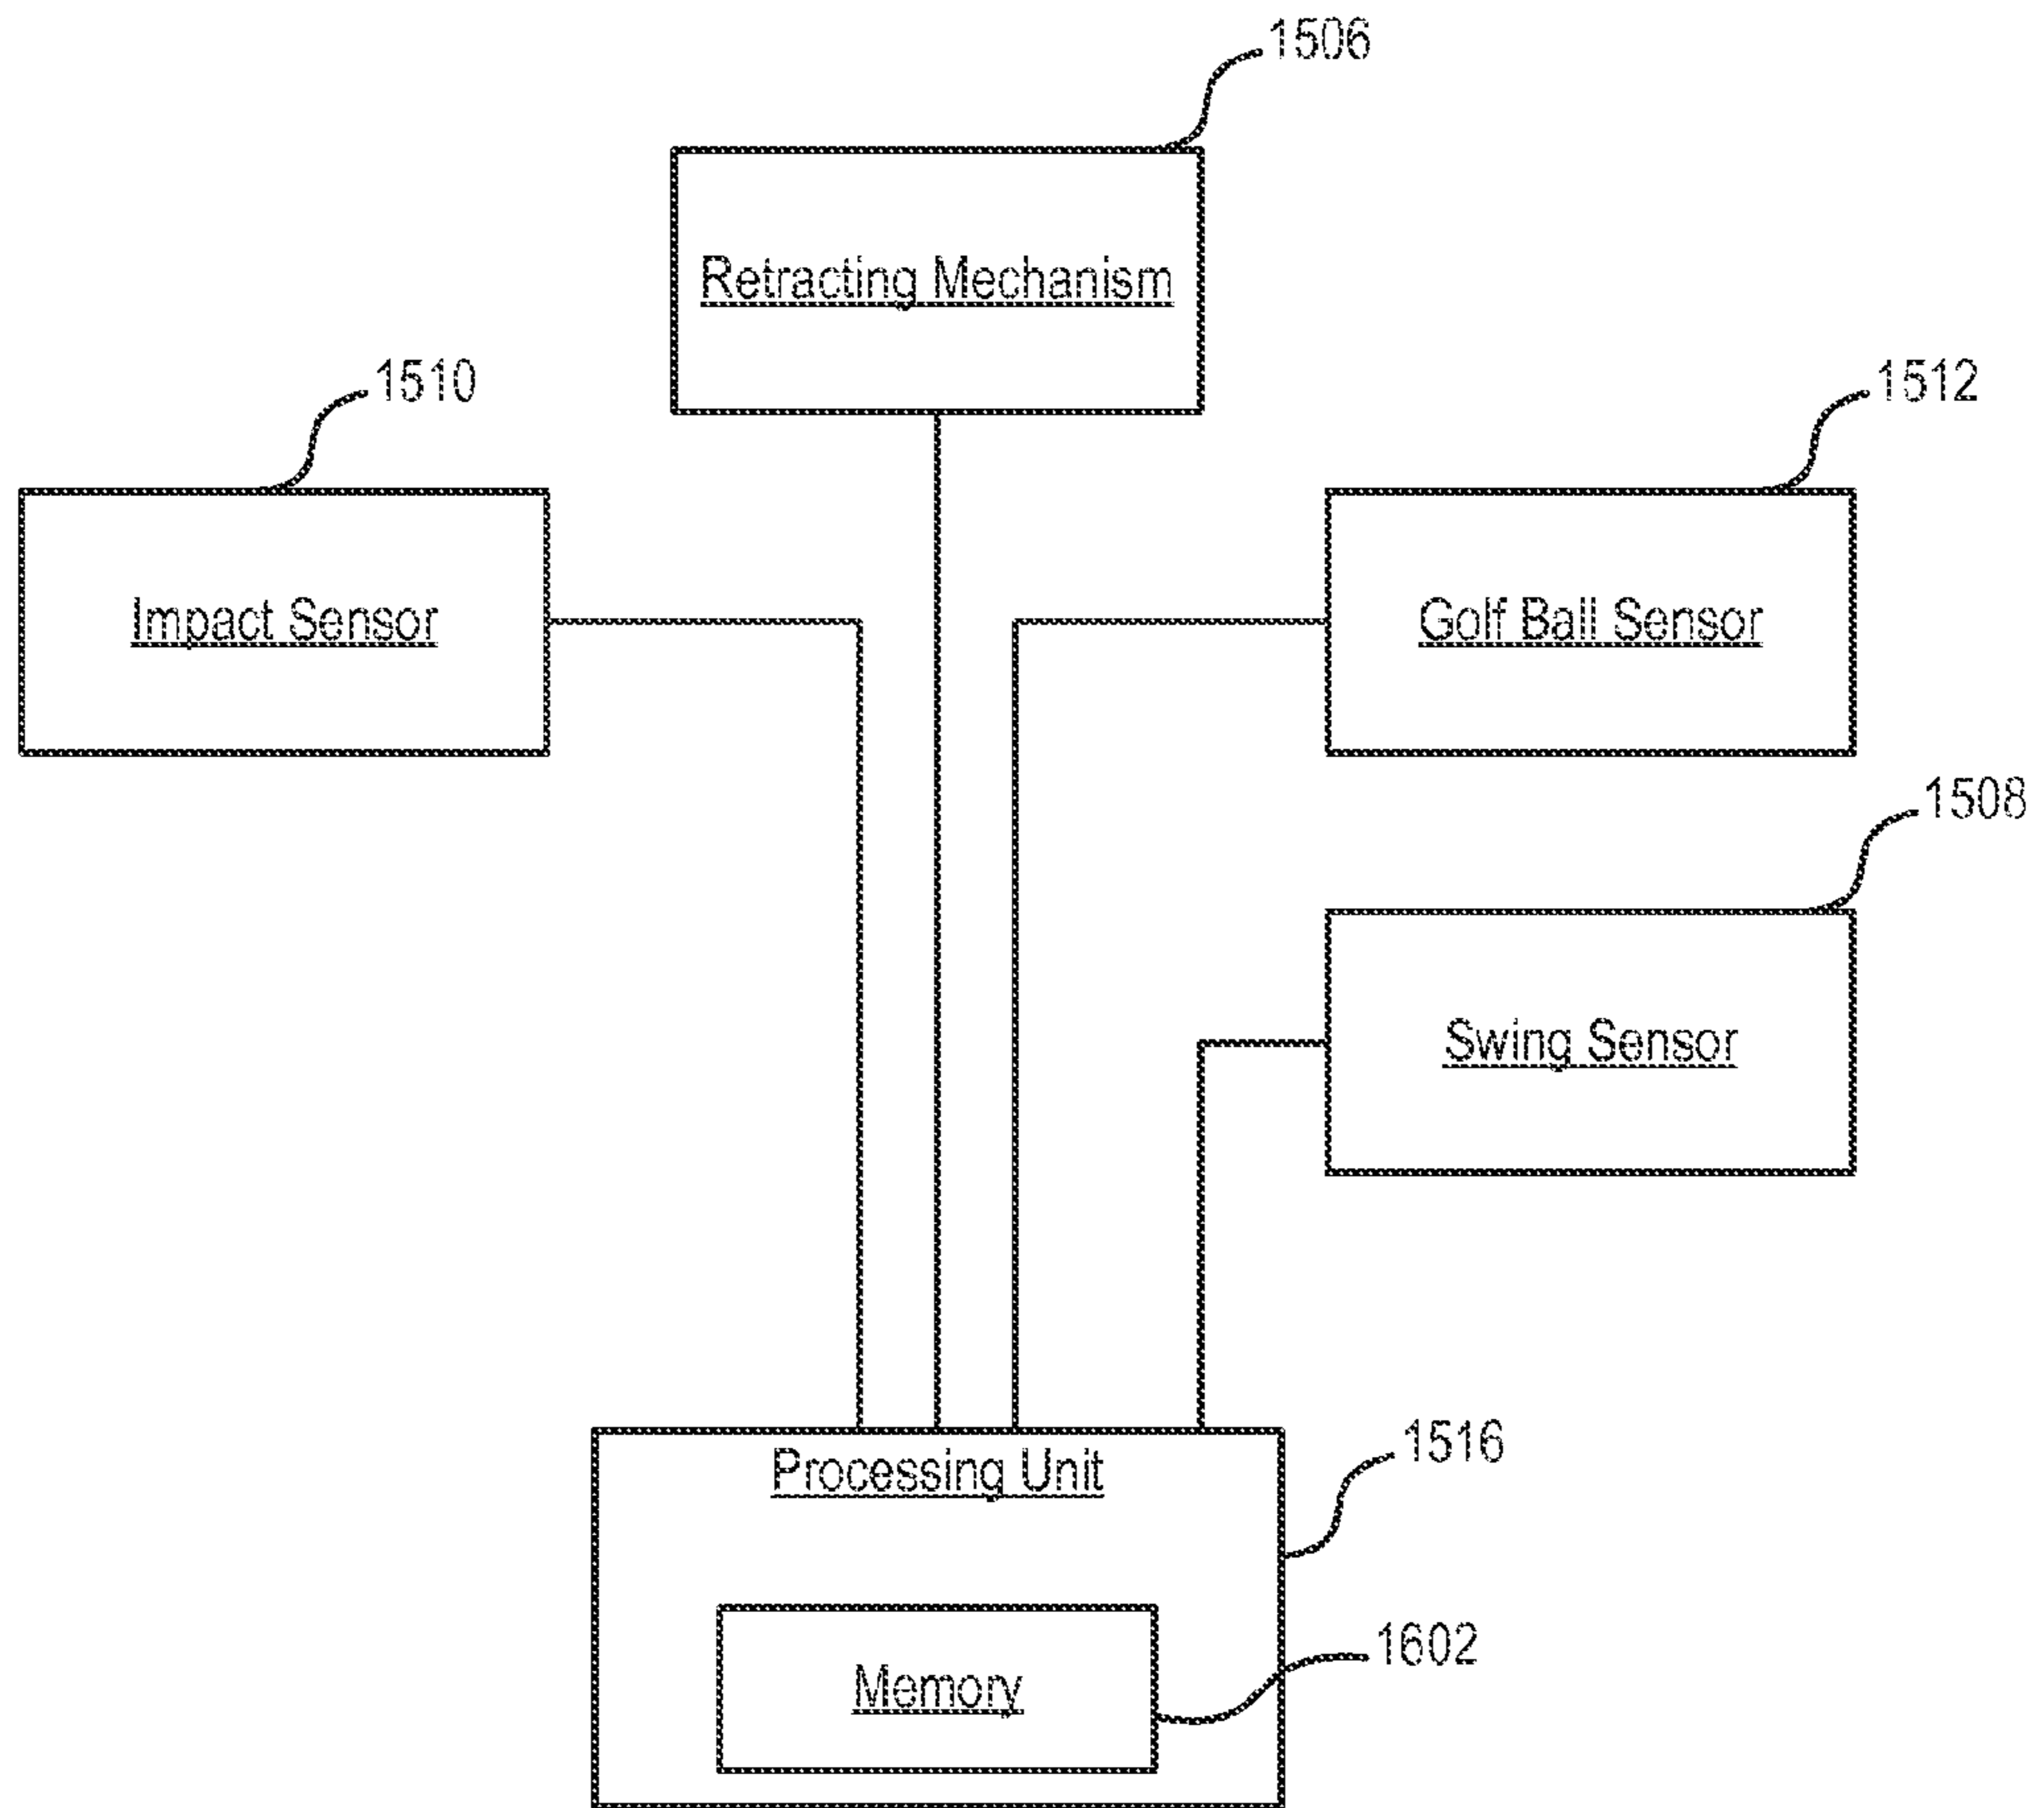 1506
Retracting Mechanism
1510
1512
Impact Sensor
Golf Ball Sensor
1508
Swing Sensor
1516
Processing Unit
1602
Memory